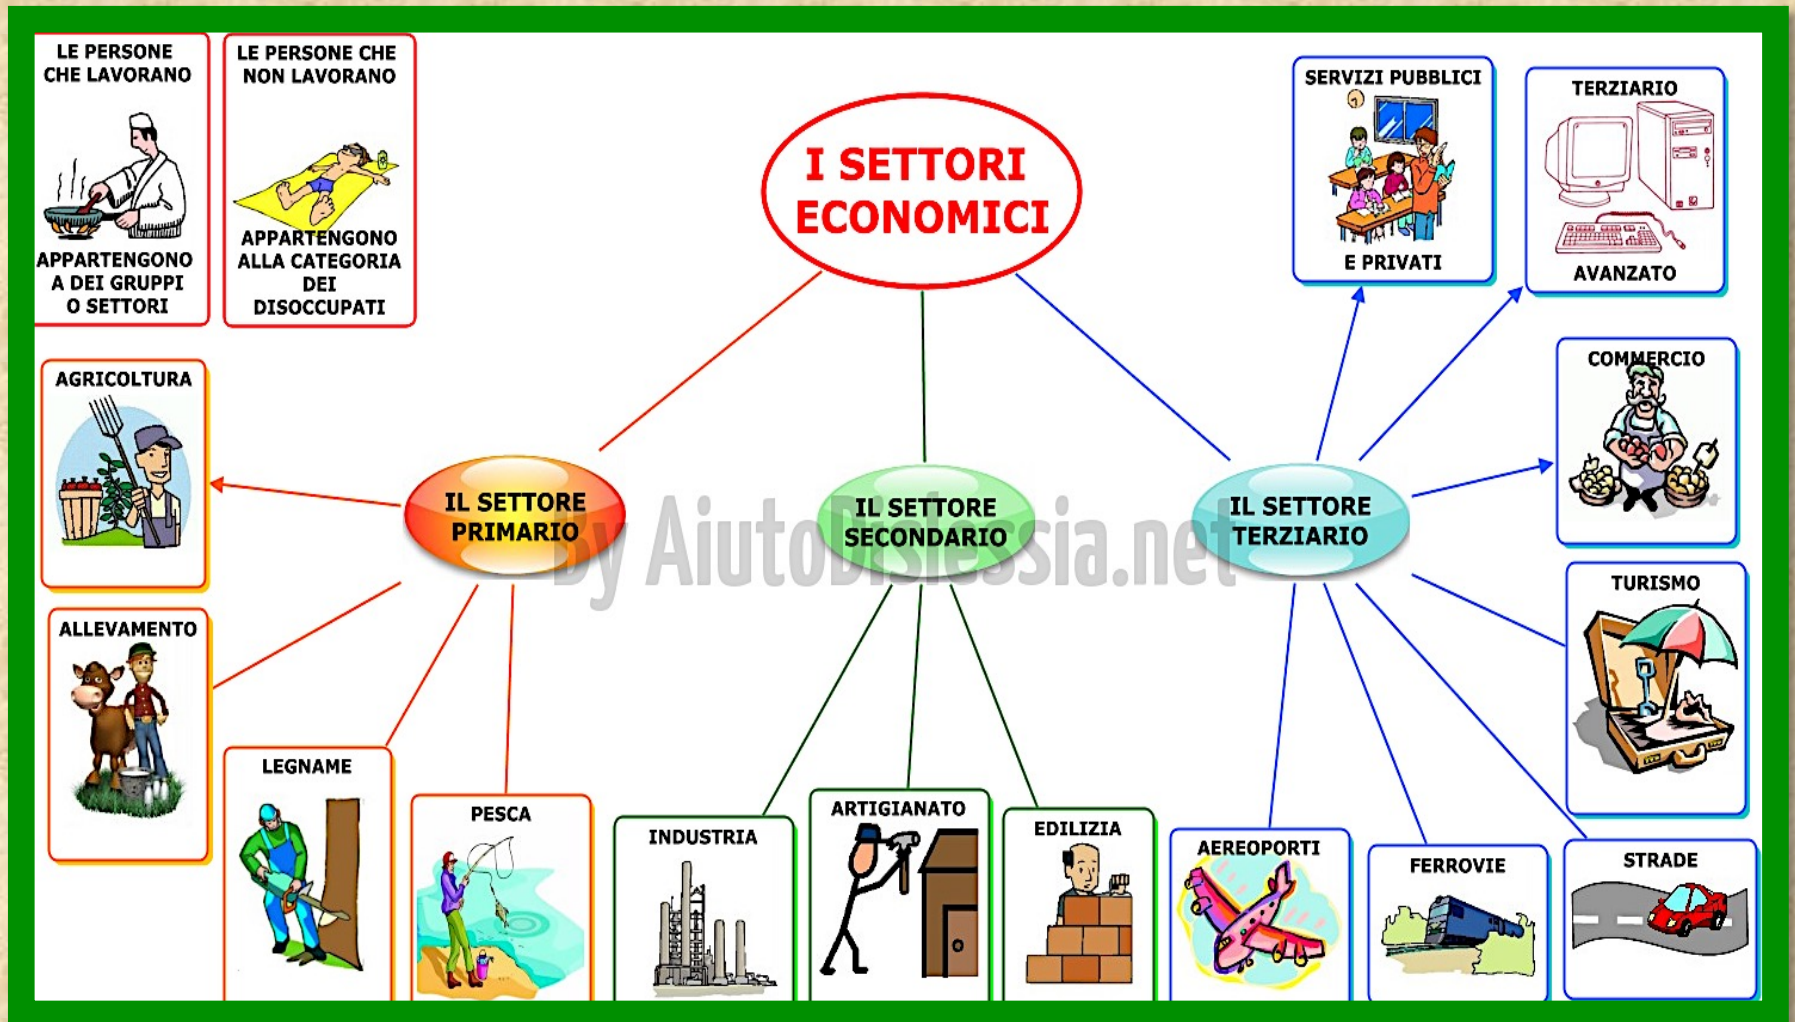 LE PERSONE
CHE LAVORANO
APPARTENGONO
A DEI GRUPPI
O SETTORI
LE PERSONE CHE
NON LAVORANO
APPARTENGONO
ALLA CATEGORIA
DEI
DISOCCUPATI
I SETTORI
ECONOMICI
SERVIZI PUBBLICI
E PRIVATI
TERZIARIO
AVANZATO
AGRICOLTURA
COMMERCIO
IL SETTORE
PRIMARIO
IL SETTORE
SECONDARIO
IL SETTORE
TERZIARIO
By AiutoDislessia.net
ALLEVAMENTO
TURISMO
LEGNAME
PESCA
INDUSTRIA
ARTIGIANATO
EDILIZIA
AEREOPORTI
FERROVIE
STRADE